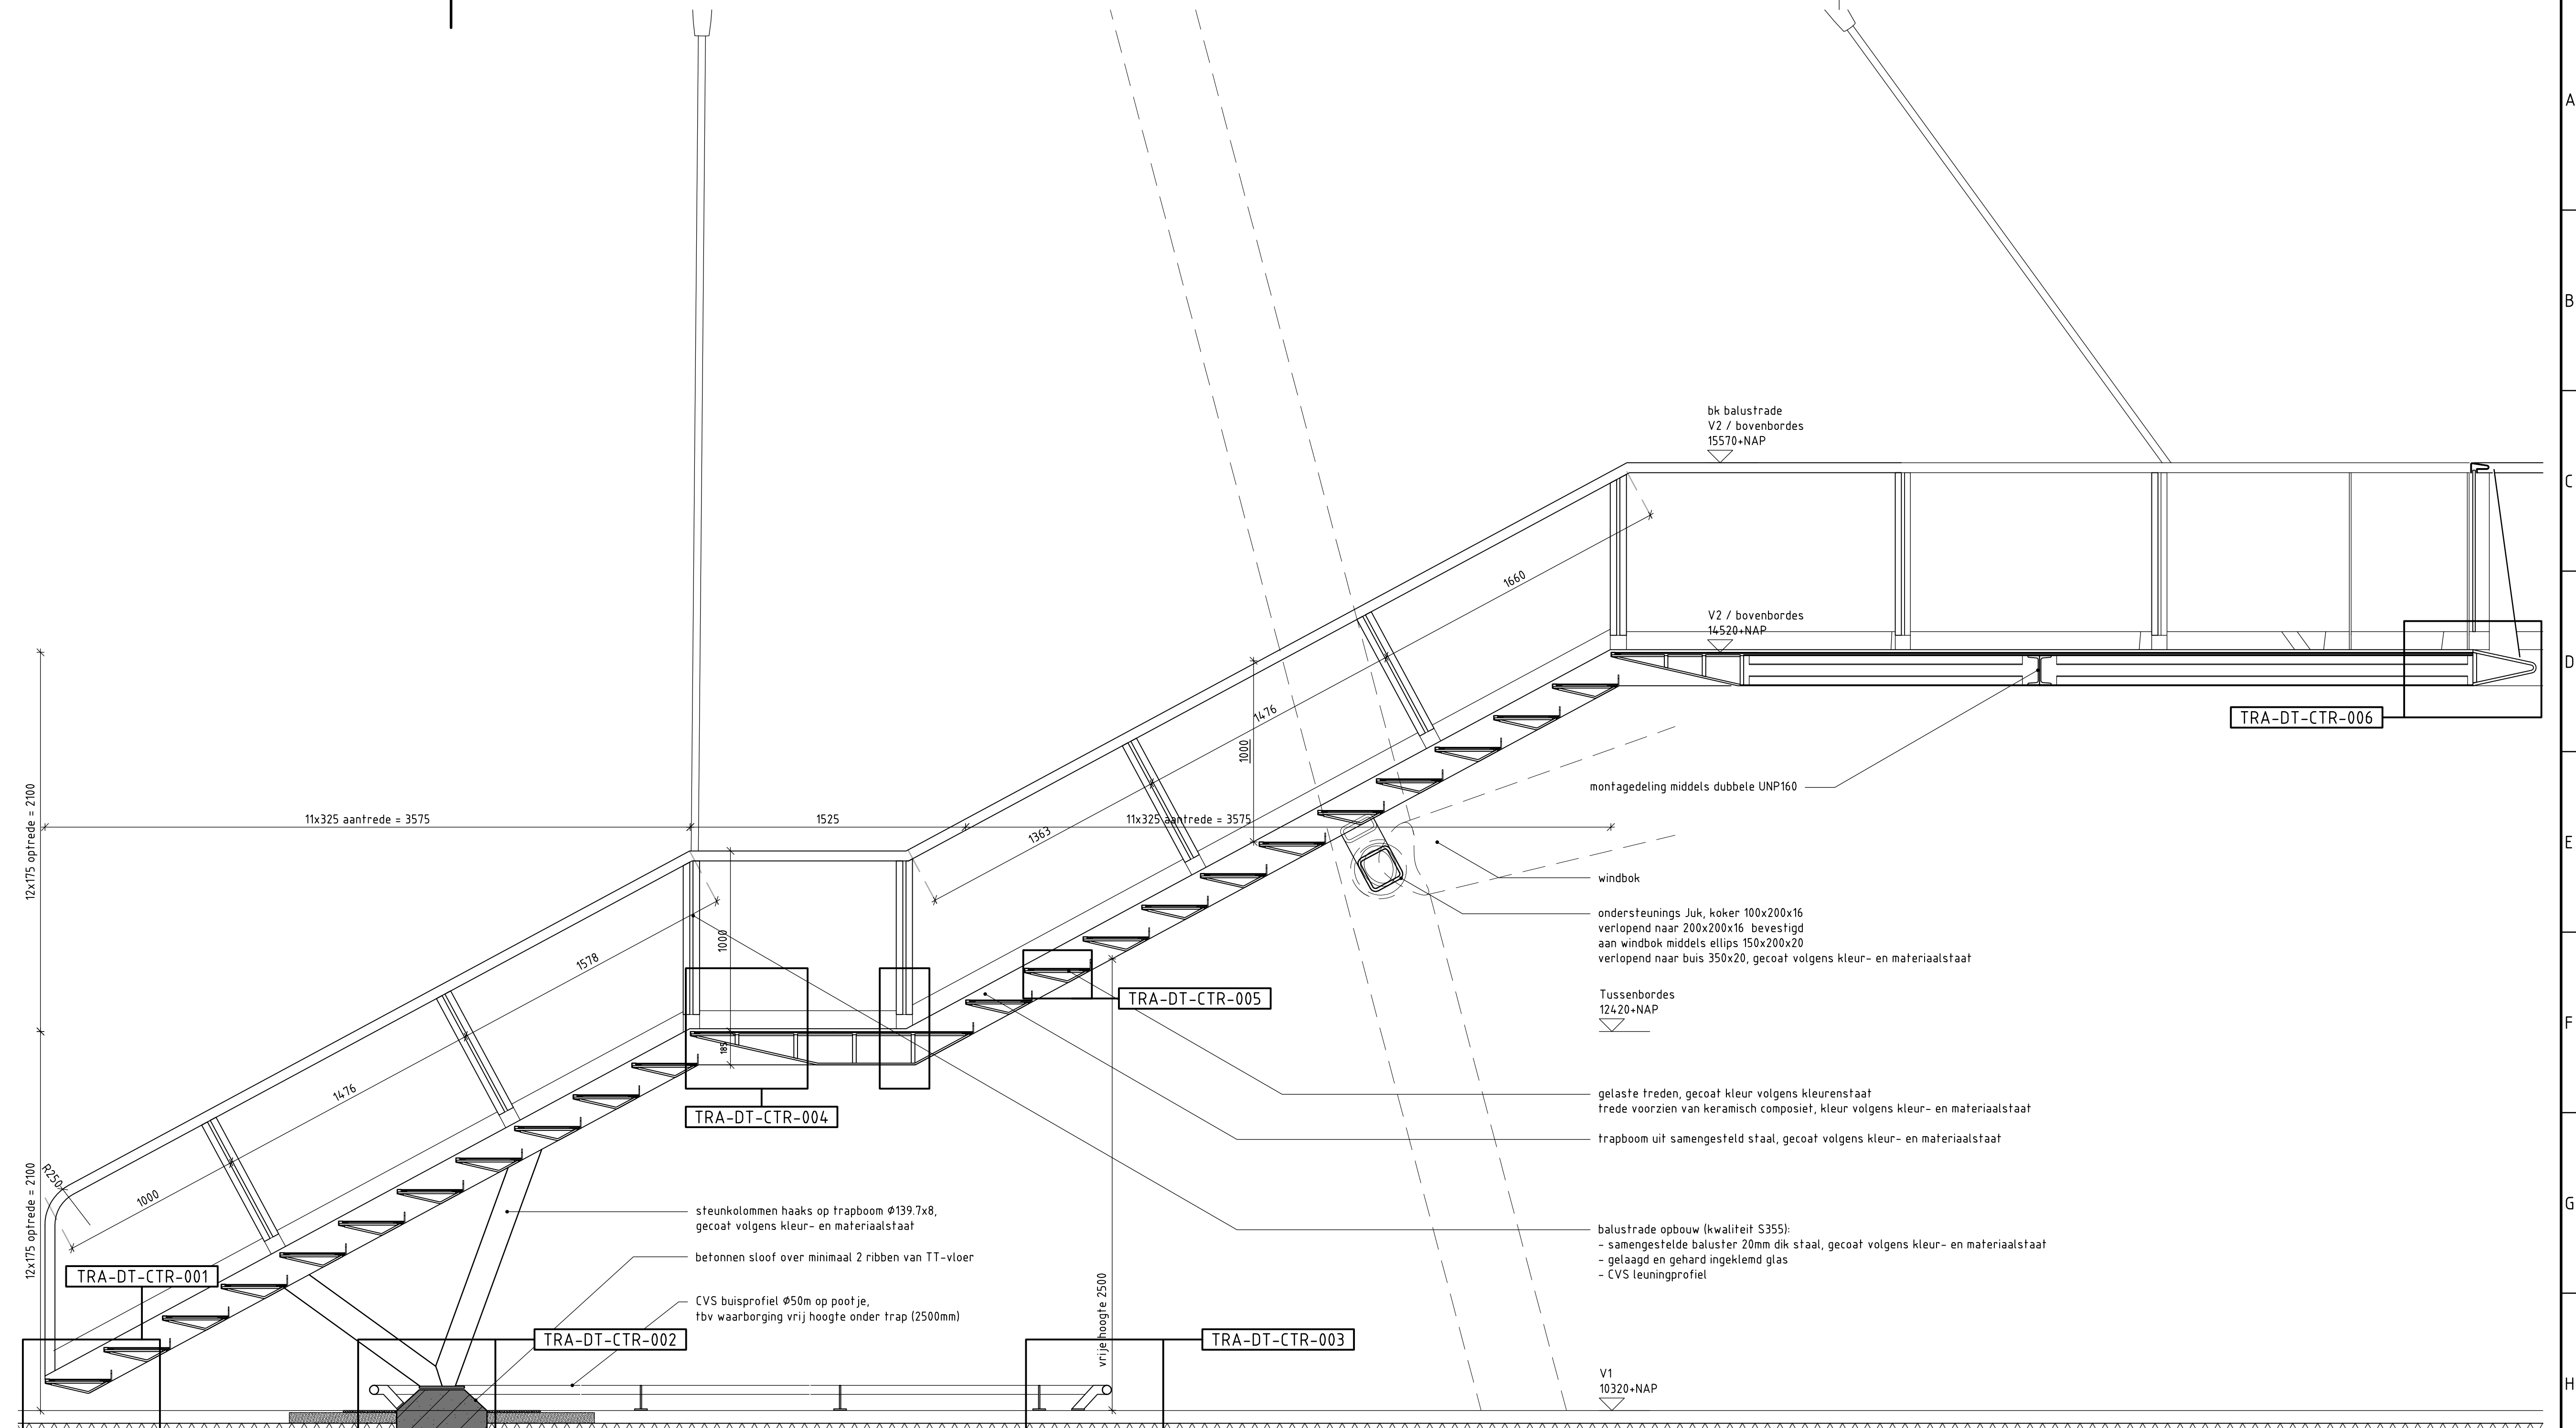 A
B
bk balustrade
V2 / bovenbordes
15570+NAP
C
1660
V2 / bovenbordes
14520+NAP
D
TRA-DT-CTR-006
1476
1000
montagedeling middels dubbele UNP160
12x175 optrede = 2100
11x325 aantrede = 3575
1525
11x325 aantrede = 3575
1363
E
windbok
ondersteunings Juk, koker 100x200x16
verlopend naar 200x200x16 bevestigd
aan windbok middels ellips 150x200x20
verlopend naar buis 350x20, gecoat volgens kleur- en materiaalstaat
1000
1578
TRA-DT-CTR-005
Tussenbordes
12420+NAP
F
185
1476
TRA-DT-CTR-004
gelaste treden, gecoat kleur volgens kleurenstaat
trede voorzien van keramisch composiet, kleur volgens kleur- en materiaalstaat
trapboom uit samengesteld staal, gecoat volgens kleur- en materiaalstaat
R250
1000
12x175 optrede = 2100
G
steunkolommen haaks op trapboom Ø139.7x8,
gecoat volgens kleur- en materiaalstaat
betonnen sloof over minimaal 2 ribben van TT-vloer
balustrade opbouw (kwaliteit S355):
- samengestelde baluster 20mm dik staal, gecoat volgens kleur- en materiaalstaat
- gelaagd en gehard ingeklemd glas
- CVS leuningprofiel
TRA-DT-CTR-001
CVS buisprofiel Ø50m op pootje,
tbv waarborging vrij hoogte onder trap (2500mm)
TRA-DT-CTR-002
vrije hoogte 2500
TRA-DT-CTR-003
V1
10320+NAP
H